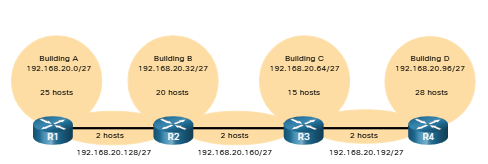 Building A
192.168.20.0/27
25 hosts
Building B
192.168.20.32/27
20 hosts
Building C
192.168.20.64/27
15 hosts
Building D
192.168.20.96/27
28 hosts
R1
2 hosts
R2
2 hosts
R3
2 hosts
R4
192.168.20.128/27
192.168.20.160/27
192.168.20.192/27